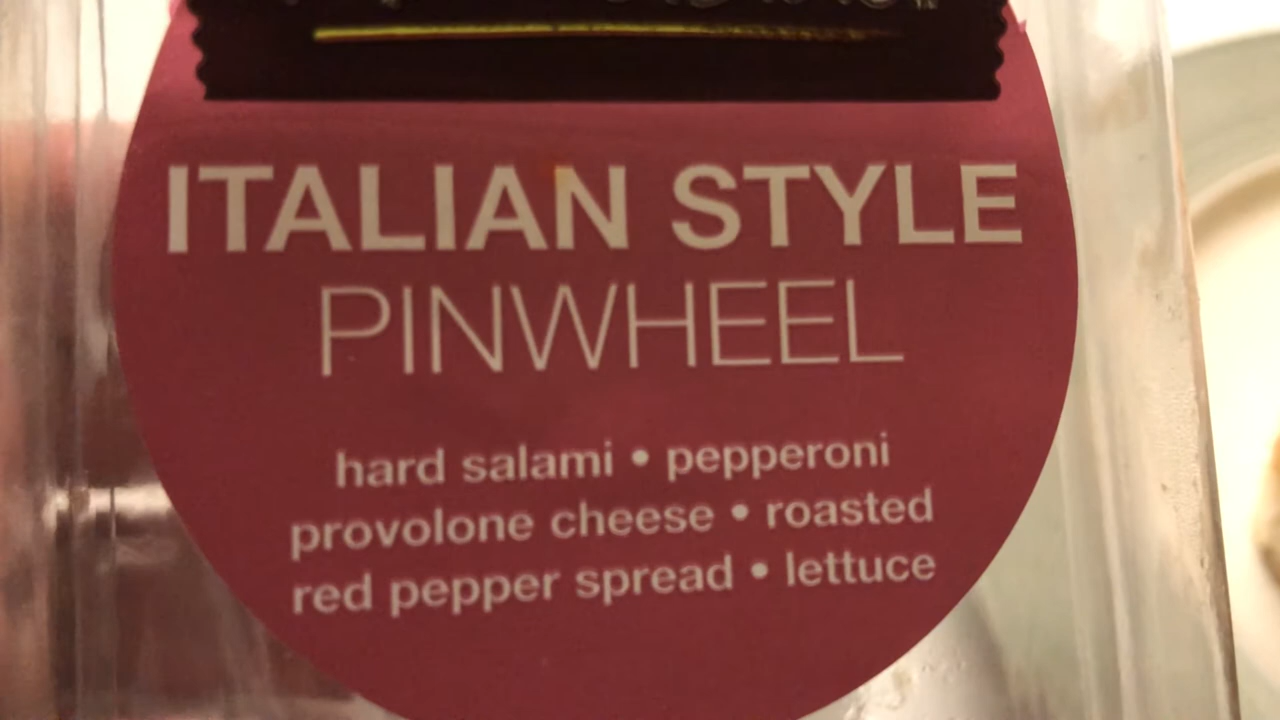 ITALIAN STYLE
PINWHEEL
hard salami • pepperoni
provolone cheese • roasted
red pepper spread • lettuce